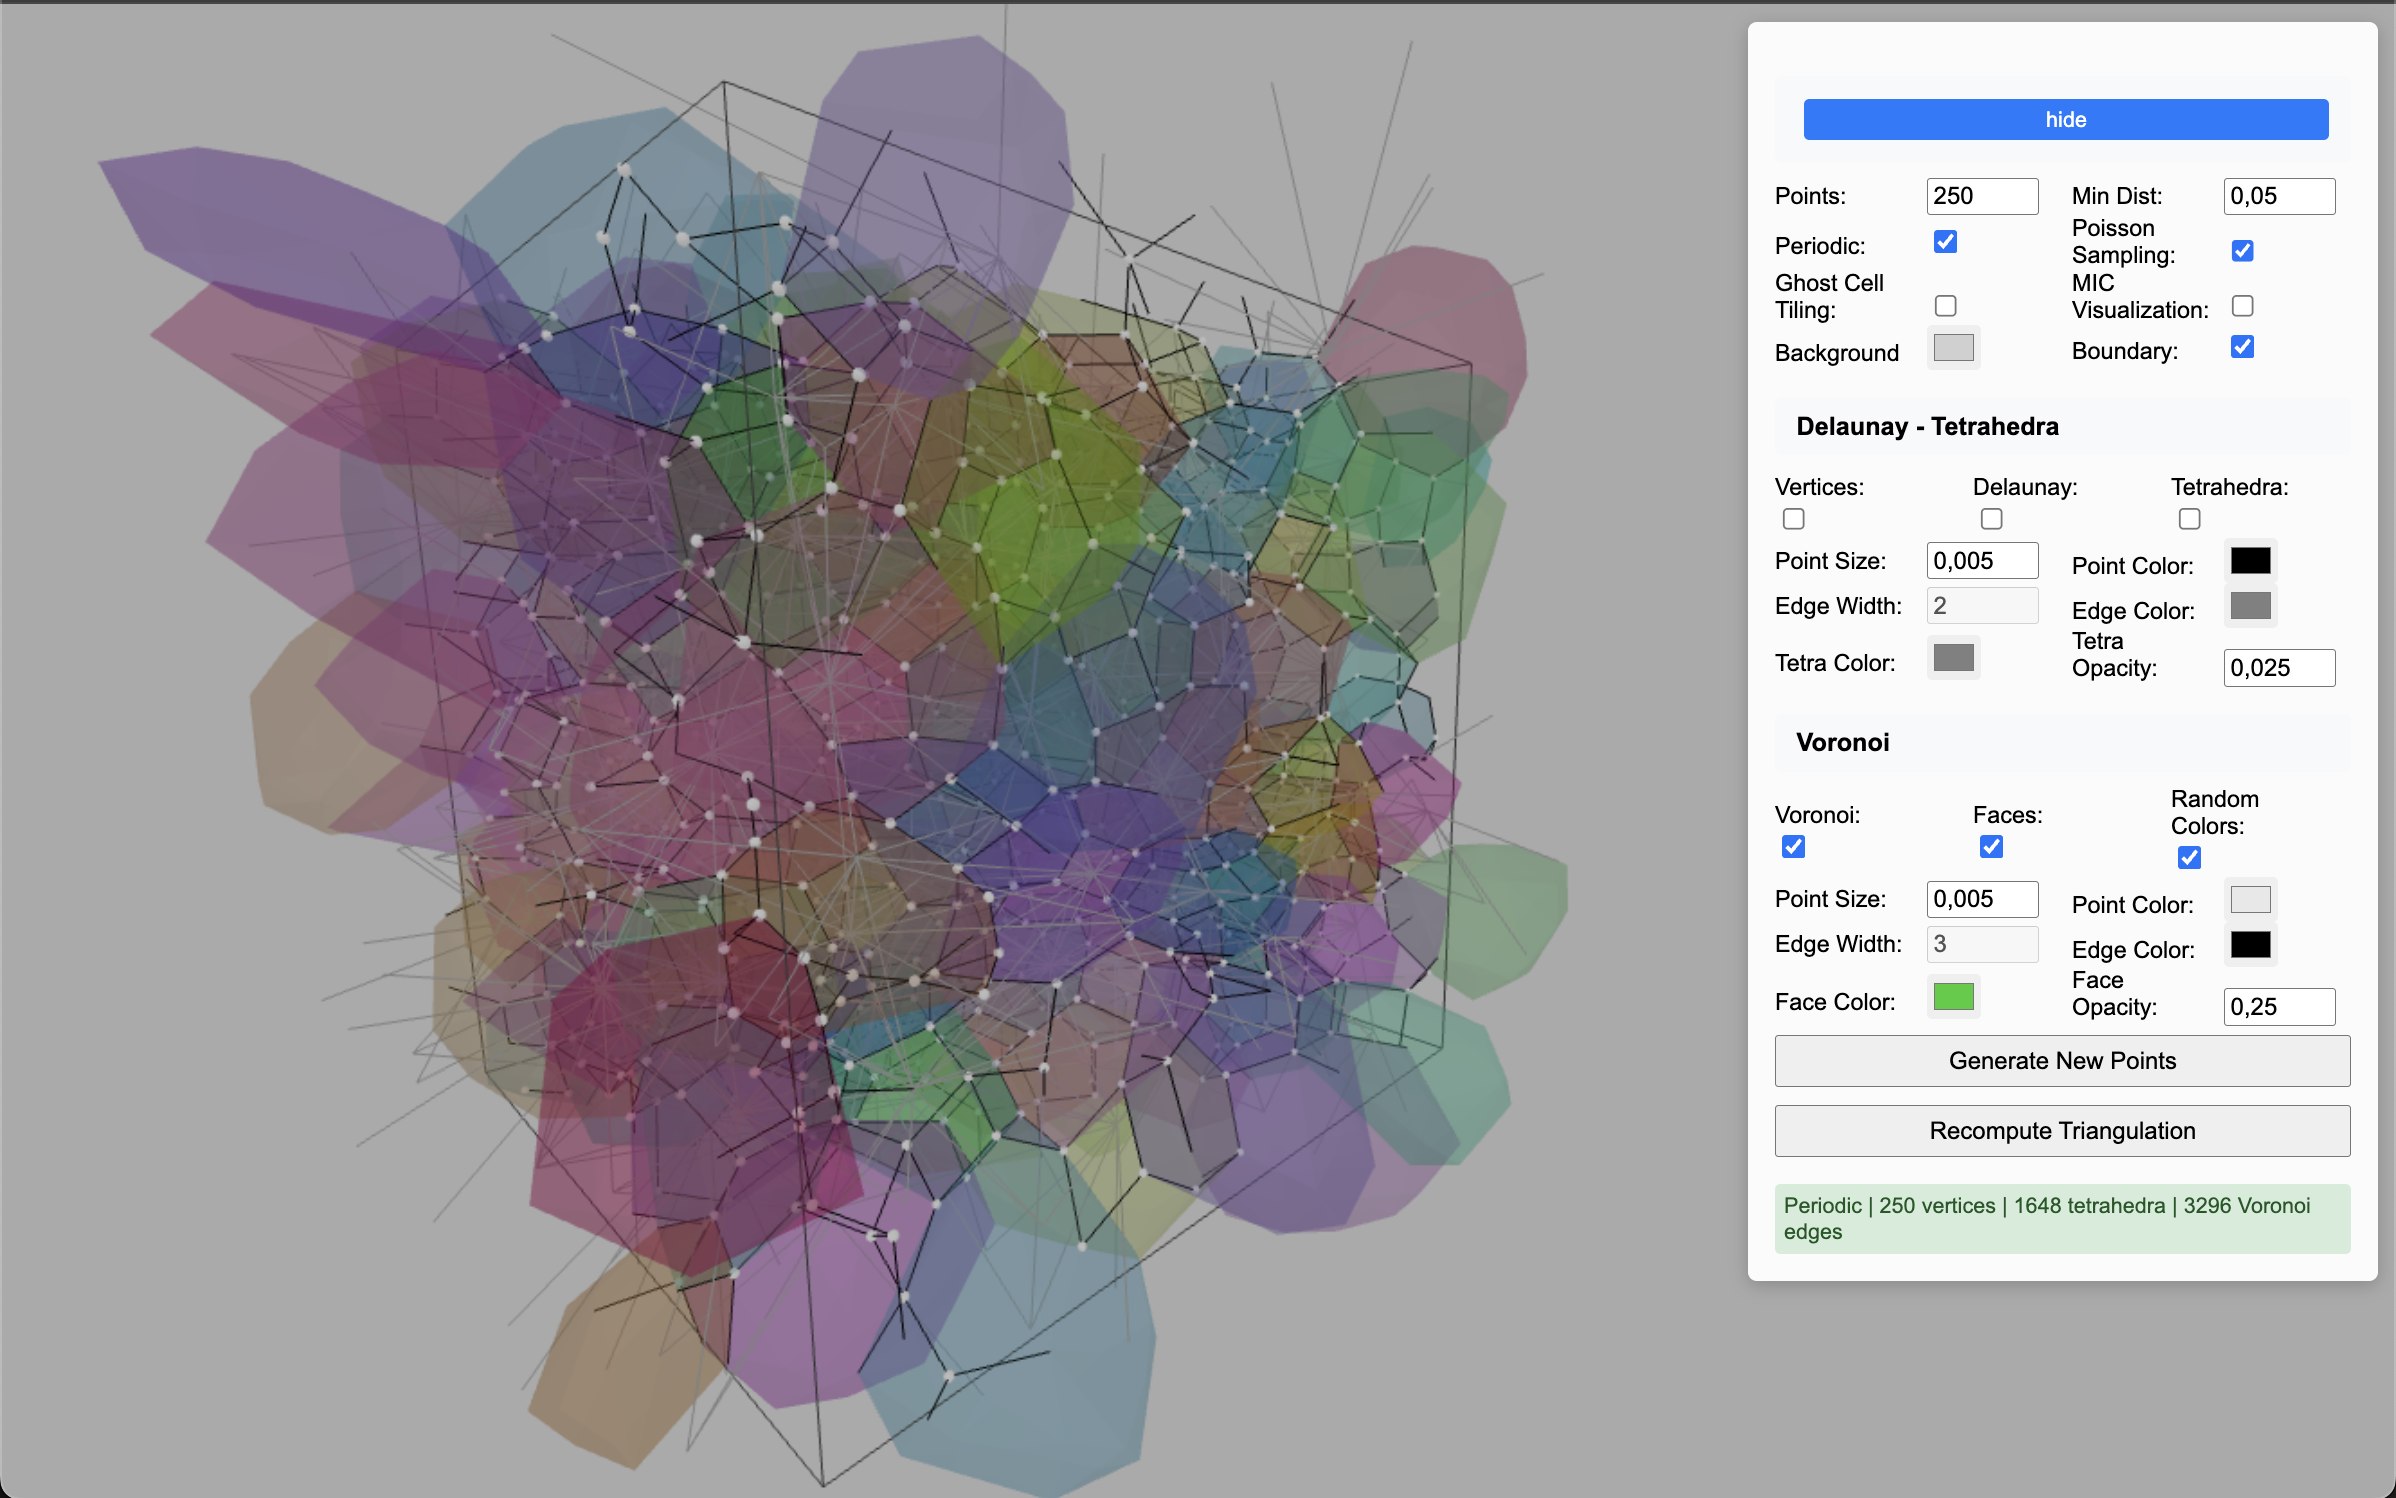 hide
Points: 250 Min Dist: 0,05
Periodic: Poisson
Sampling:
Ghost Cell
Tiling: MIC
Visualization:
Background Boundary:
Delaunay - Tetrahedra
Vertices: Delaunay: Tetrahedra:
Point Size: 0,005 Point Color:
Edge Width: 2 Edge Color:
Tetra Color: Tetra
Opacity: 0,025
Voronoi
Voronoi: Faces: Random
Colors:
Point Size: 0,005 Point Color:
Edge Width: 3 Edge Color:
Face Color: Face
Opacity: 0,25
Generate New Points
Recompute Triangulation
Periodic | 250 vertices | 1648 tetrahedra | 3296 Voronoi
edges